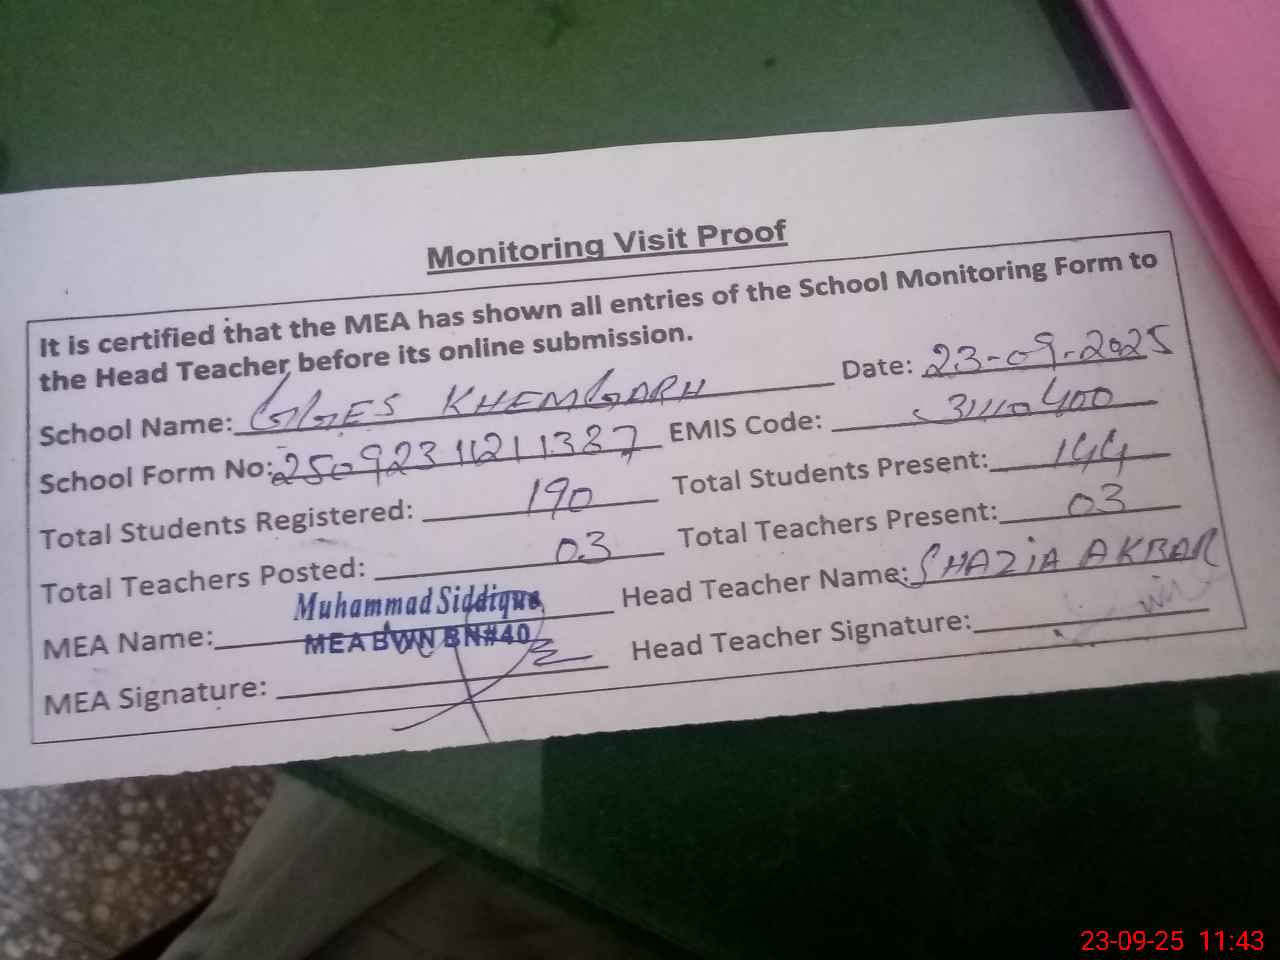 Monitoring Visit Proof
It is certified that the MEA has shown all entries of the School Monitoring Form to
the Head Teacher before its online submission.
School Name: GGES KHEMGARH Date: 23-09-2025
School Form No: EMIS Code: 31110400
Total Students Registered: 190 Total Students Present: 144
Total Teachers Posted: 03 Total Teachers Present: 03
MEA Name: Muhammad Siddique Head Teacher Name: SHAZIA AKBAR
MEA BWN BN#40
MEA Signature: Head Teacher Signature:
23-09-25 11:43